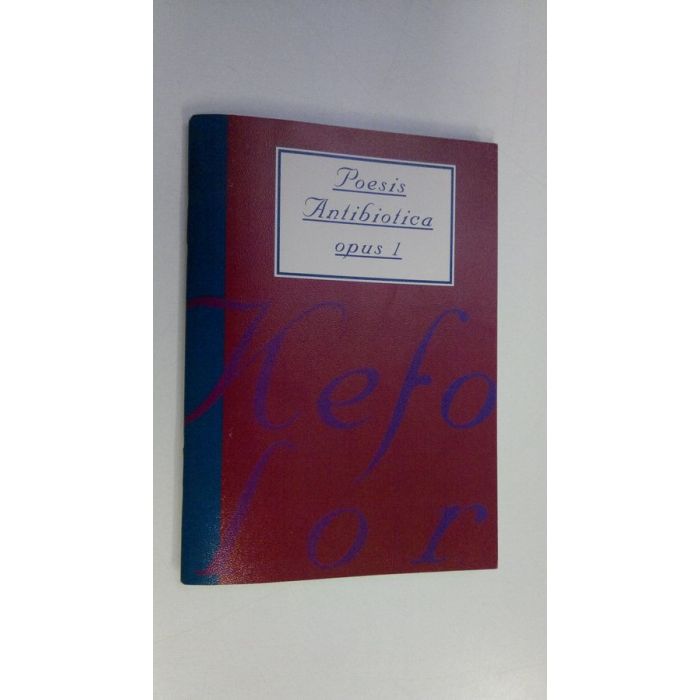 Poesis
Antibiotica
opus 1
Kefo
lor